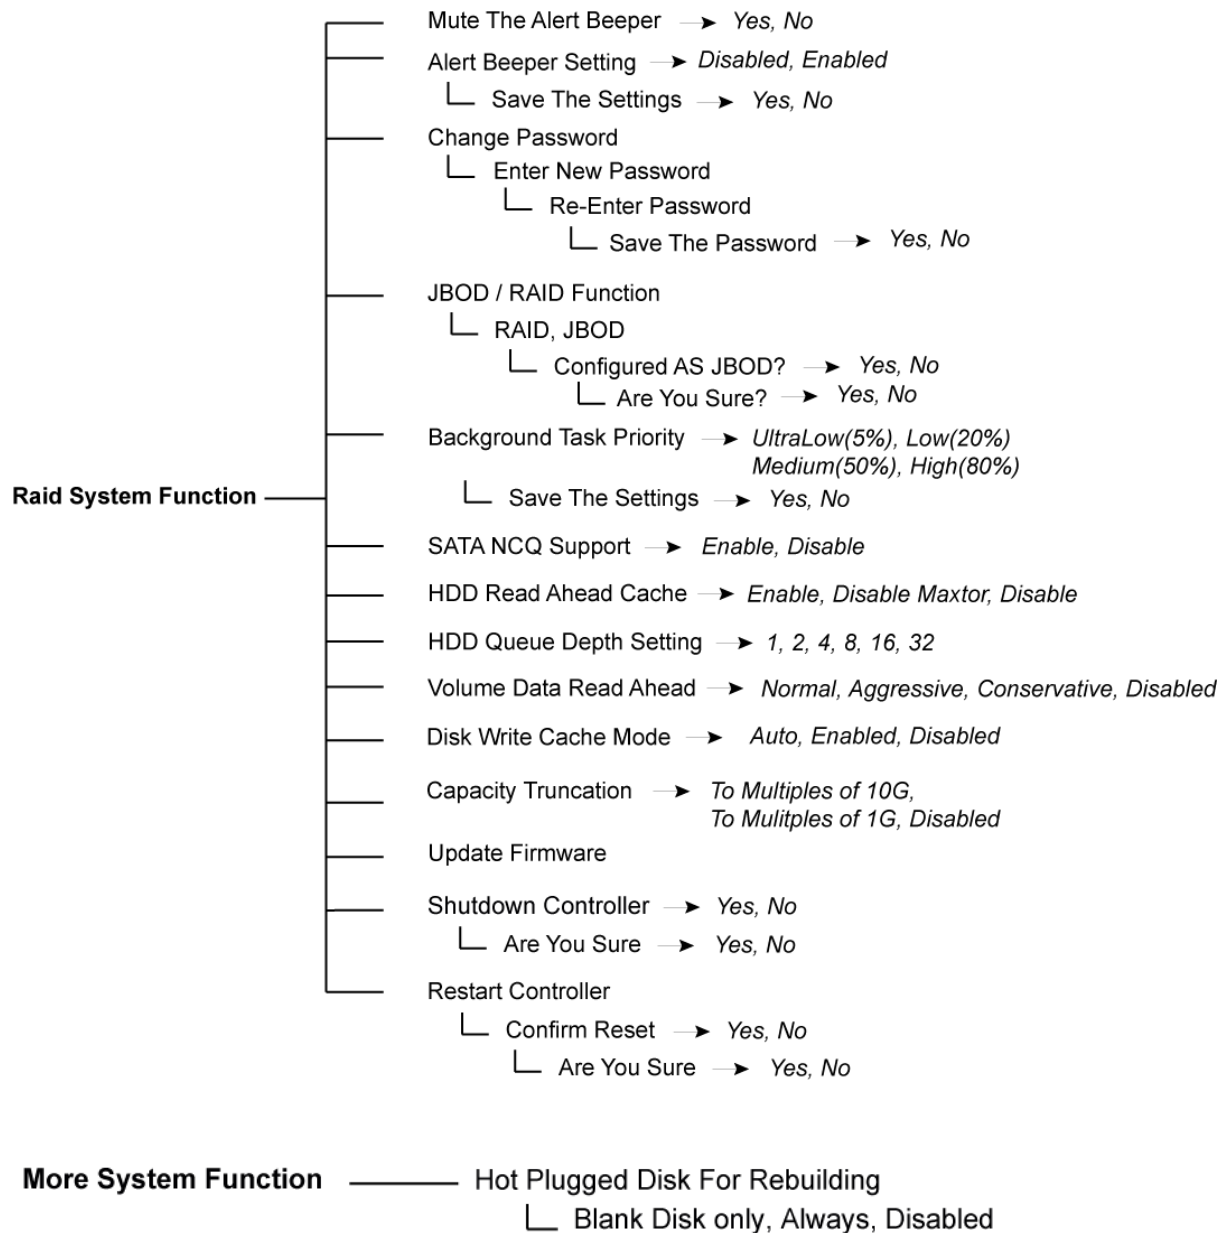 Mute The Alert Beeper Yes, No
Alert Beeper Setting Disabled, Enabled
Save The Settings Yes, No
Change Password
Enter New Password
Re-Enter Password
Save The Password Yes, No
JBOD / RAID Function
RAID, JBOD
Configured AS JBOD? Yes, No
Are You Sure? Yes, No
Background Task Priority UltraLow(5%), Low(20%)
Medium(50%), High(80%)
Raid System Function
Save The Settings Yes, No
SATA NCQ Support Enable, Disable
HDD Read Ahead Cache Enable, Disable Maxtor, Disable
HDD Queue Depth Setting 1, 2, 4, 8, 16, 32
Volume Data Read Ahead Normal, Aggressive, Conservative, Disabled
Disk Write Cache Mode Auto, Enabled, Disabled
Capacity Truncation To Multiples of 10G,
To Mulitples of 1G, Disabled
Update Firmware
Shutdown Controller Yes, No
Are You Sure Yes, No
Restart Controller
Confirm Reset Yes, No
Are You Sure Yes, No
More System Function Hot Plugged Disk For Rebuilding
Blank Disk only, Always, Disabled